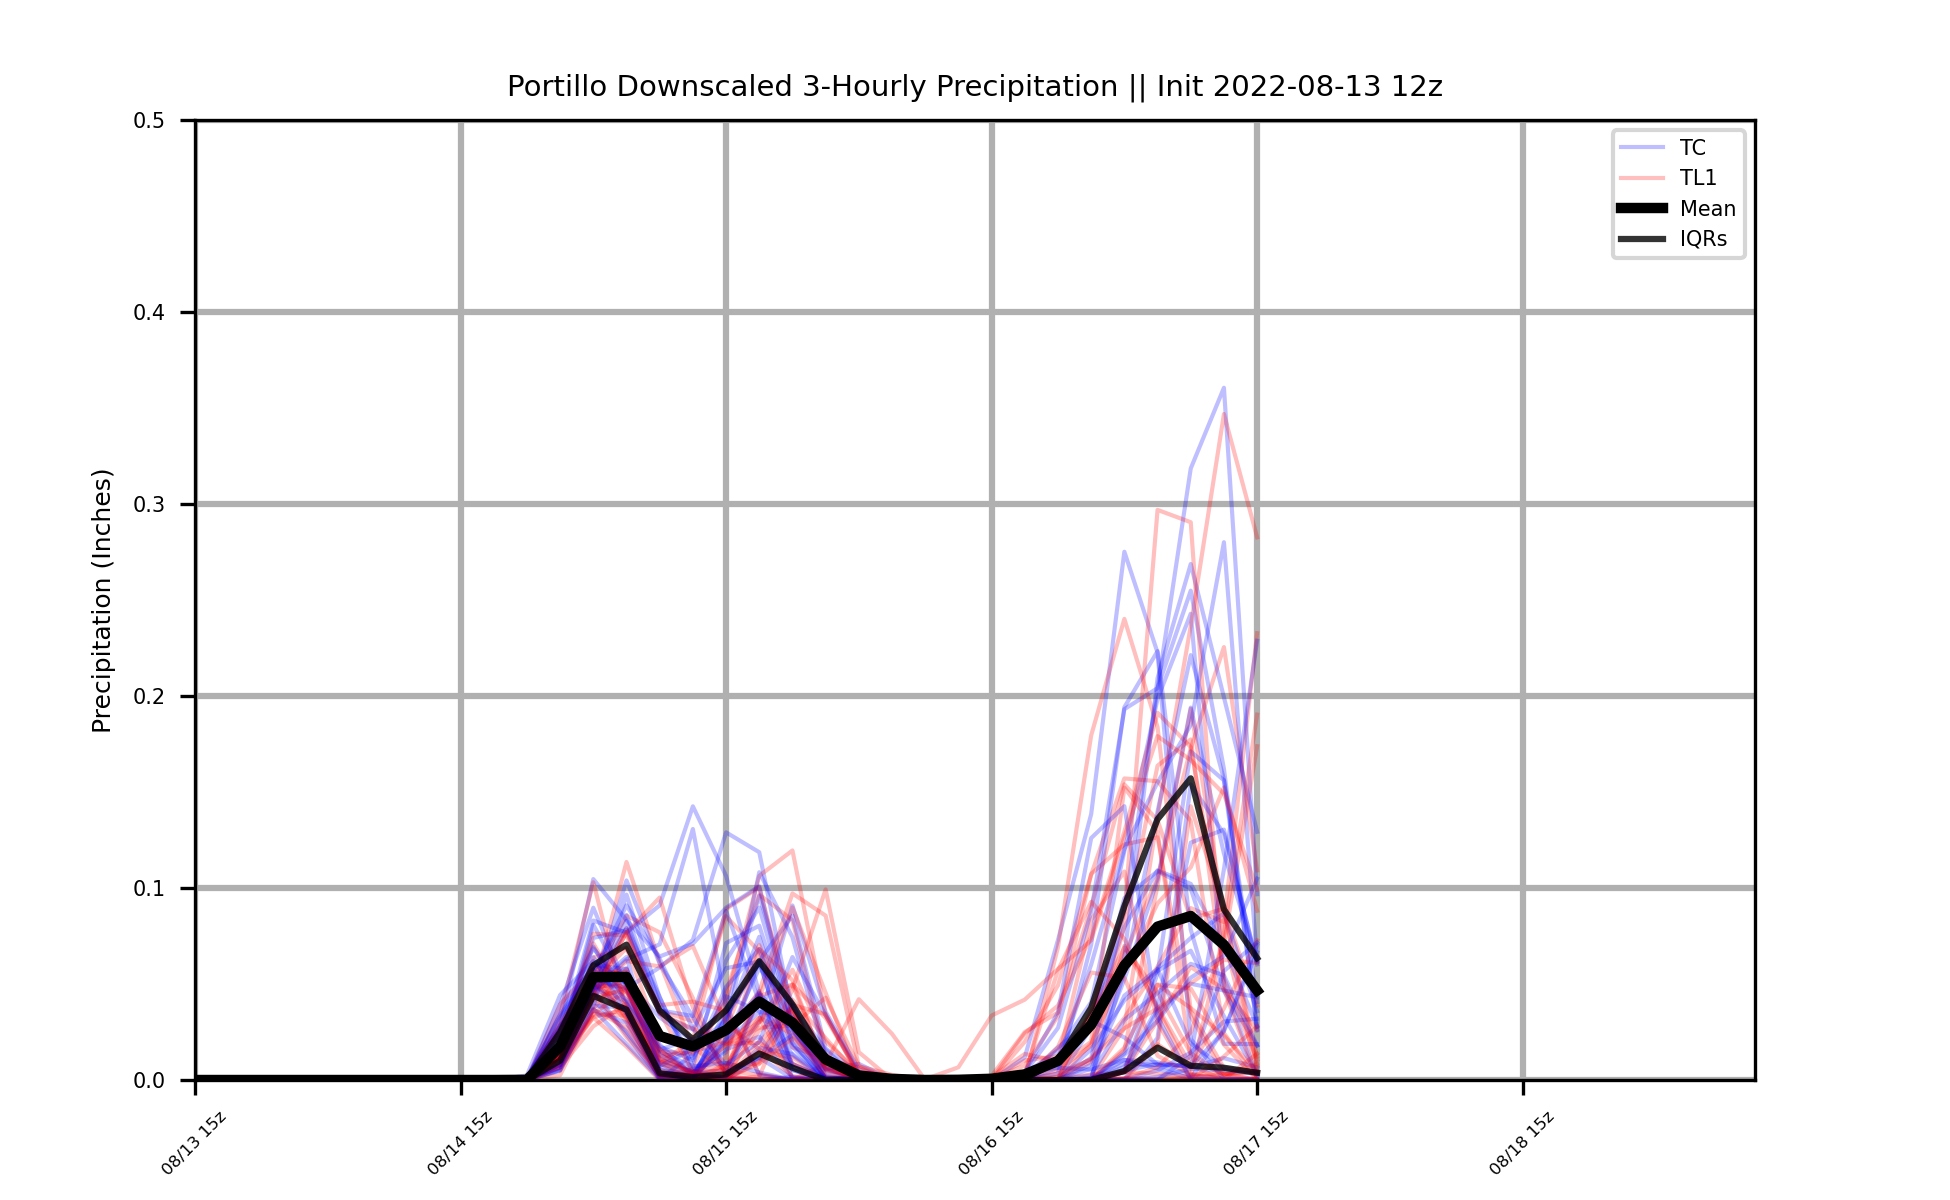 Portillo Downscaled 3-Hourly Precipitation || Init 2022-08-13 12z
0.5
0.4
0.3
0.2
0.1
0.0
Precipitation (Inches)
TC
TL1
Mean
IQRs
08/13 15z
08/14 15z
08/15 15z
08/16 15z
08/17 15z
08/18 15z